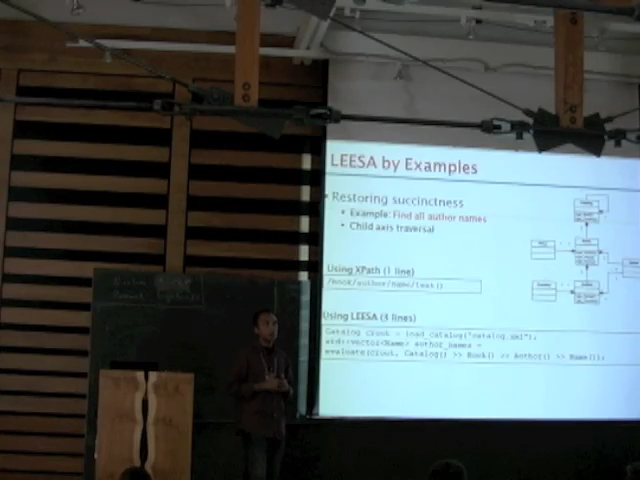 LEESA by Examples
Restoring succinctness
Example: Find all author names
Child axis traversal
Using XPath (1 line)
/book/author/name/text()
Using LEESA (3 lines)
Catalog croot = load_catalog("catalog.xml");
std::vector<Name> author_names =
evaluate(croot, Catalog() >> Book() >> Author() >> Name());